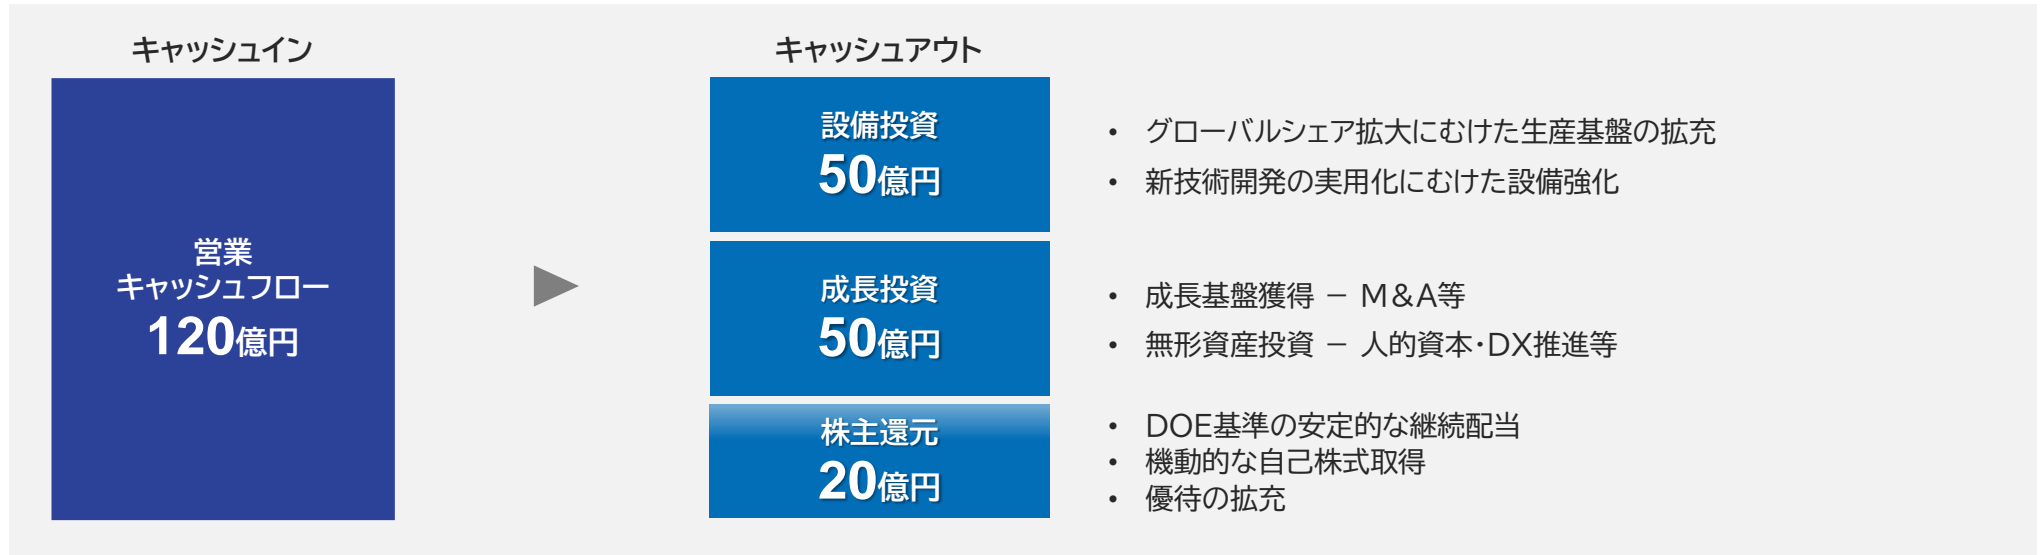 キャッシュイン
営業
キャッシュフロー
120億円
キャッシュアウト
設備投資
50億円
・ グローバルシェア拡大にむけた生産基盤の拡充
・ 新技術開発の実用化にむけた設備強化
成長投資
50億円
・ 成長基盤獲得 － M&A等
・ 無形資産投資 － 人的資本・DX推進等
株主還元
20億円
・ DOE基準の安定的な継続配当
・ 機動的な自己株式取得
・ 優待の拡充